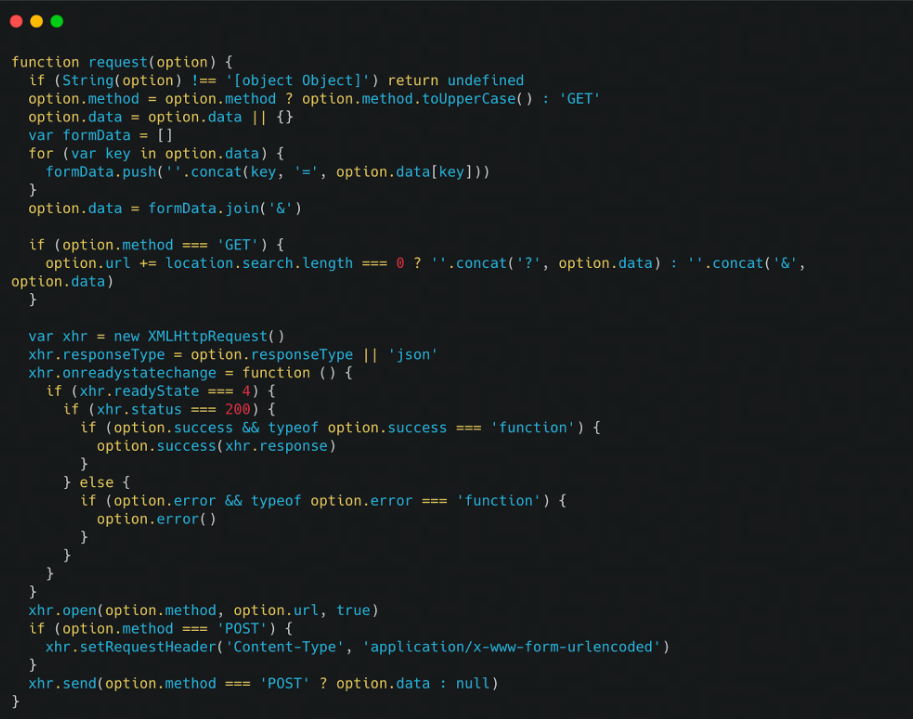 function request(option) {
  if (String(option) !== '[object Object]') return undefined
  option.method = option.method ? option.method.toUpperCase() : 'GET'
  option.data = option.data || {}
  var formData = []
  for (var key in option.data) {
    formData.push(''.concat(key, '=', option.data[key]))
  }
  option.data = formData.join('&')

  if (option.method === 'GET') {
    option.url += location.search.length === 0 ? ''.concat('?', option.data) : ''.concat('&',
option.data)
  }

  var xhr = new XMLHttpRequest()
  xhr.responseType = option.responseType || 'json'
  xhr.onreadystatechange = function () {
    if (xhr.readyState === 4) {
      if (xhr.status === 200) {
        if (option.success && typeof option.success === 'function') {
          option.success(xhr.response)
        }
      } else {
        if (option.error && typeof option.error === 'function') {
          option.error()
        }
      }
    }
  }
  xhr.open(option.method, option.url, true)
  if (option.method === 'POST') {
    xhr.setRequestHeader('Content-Type', 'application/x-www-form-urlencoded')
  }
  xhr.send(option.method === 'POST' ? option.data : null)
}